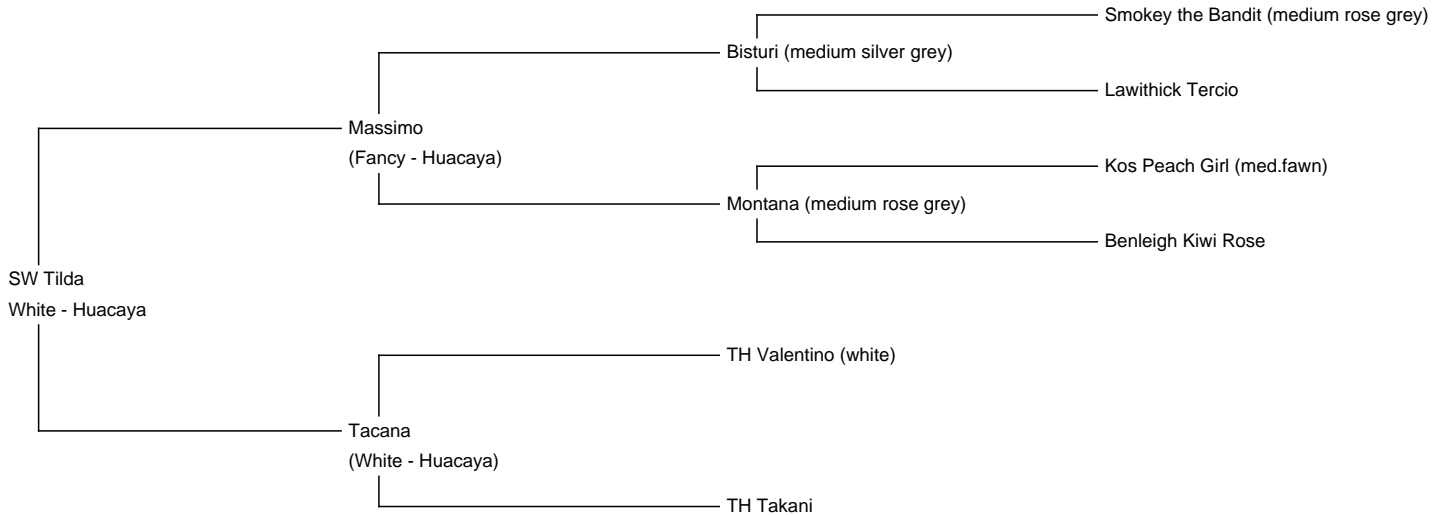 Smokey the Bandit (medium rose grey)
Bisturi (medium silver grey)
Lawithick Tercio
Massimo
(Fancy - Huacaya)
Kos Peach Girl (med.fawn)
Montana (medium rose grey)
Benleigh Kiwi Rose
SW Tilda
White - Huacaya
TH Valentino (white)
Tacana
(White - Huacaya)
TH Takani